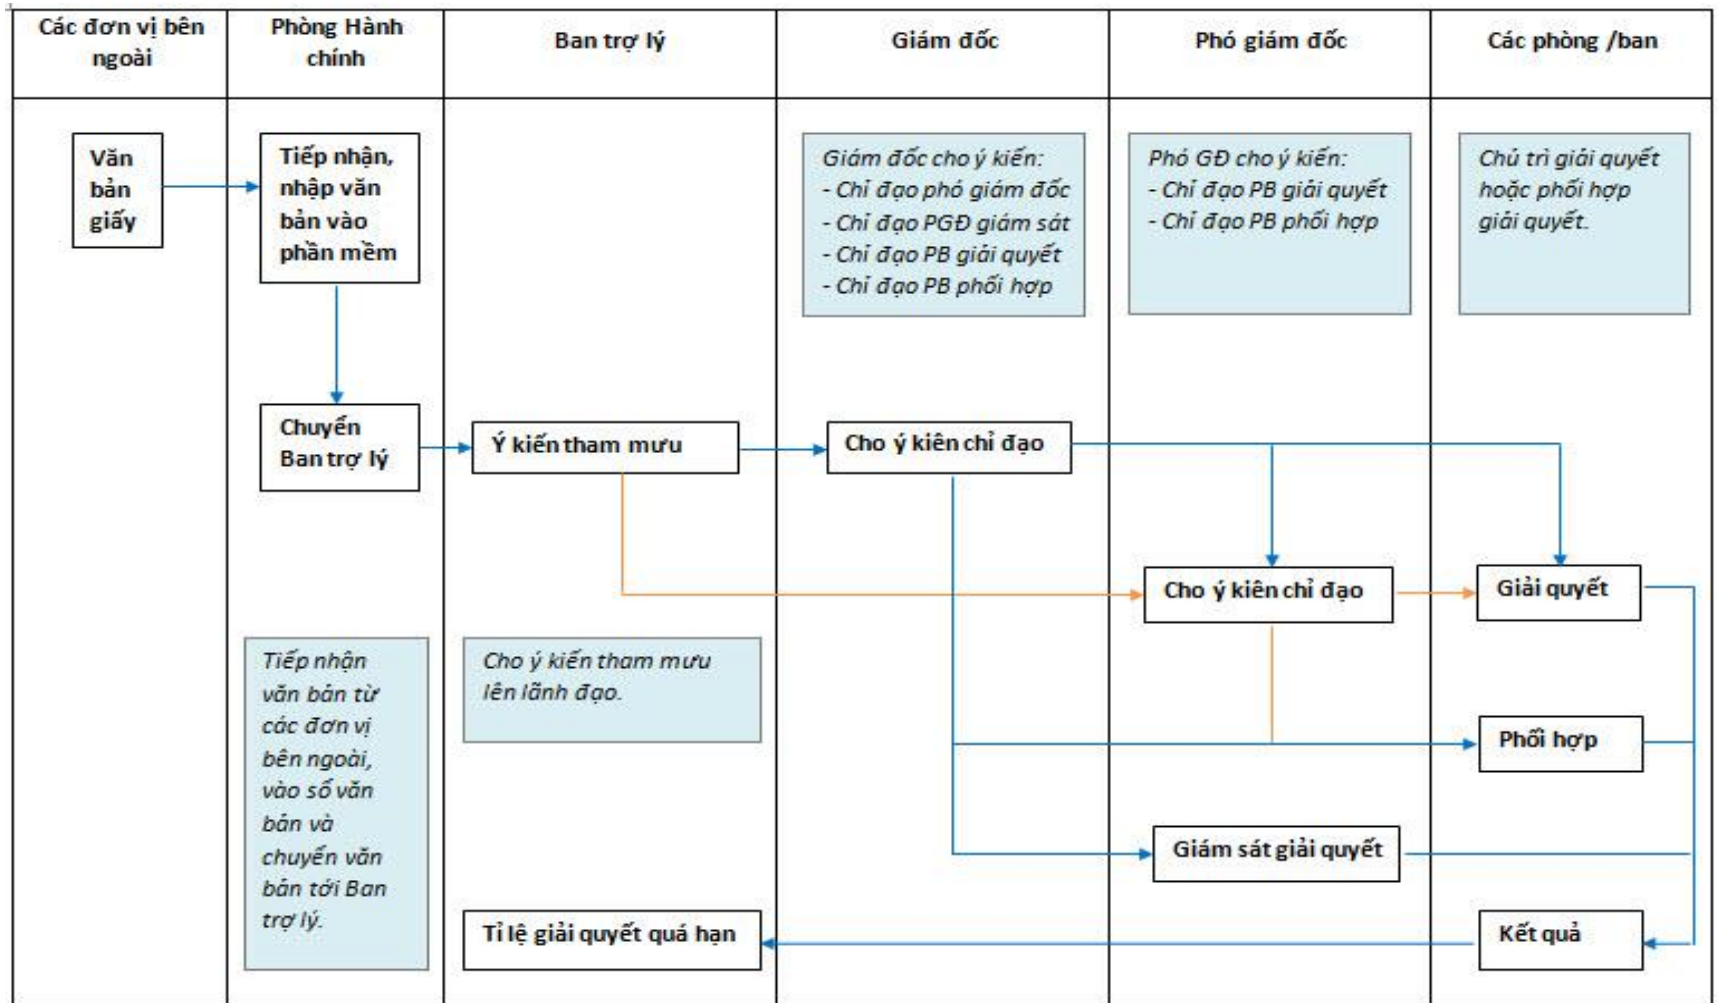 Các đơn vị bên
ngoài
Phòng Hành
chính
Ban trợ lý
Giám đốc
Phó giám đốc
Các phòng /ban
Văn
bản
giấy
Tiếp nhận,
nhập văn
bản vào
phần mềm
Giám đốc cho ý kiến:
- Chỉ đạo phó giám đốc
- Chỉ đạo PGĐ giám sát
- Chỉ đạo PB giải quyết
- Chỉ đạo PB phối hợp
Phó GĐ cho ý kiến:
- Chỉ đạo PB giải quyết
- Chỉ đạo PB phối hợp
Chủ trì giải quyết
hoặc phối hợp
giải quyết.
Chuyển
Ban trợ lý
Ý kiến tham mưu
Cho ý kiên chỉ đạo
Cho ý kiên chỉ đạo
Giải quyết
Tiếp nhận
văn bản từ
các đơn vị
bên ngoài,
vào sổ văn
bản và
chuyển văn
bản tới Ban
trợ lý.
Cho ý kiến tham mưu
lên lãnh đạo.
Phối hợp
Giám sát giải quyết
Tỉ lệ giải quyết quá hạn
Kết quả